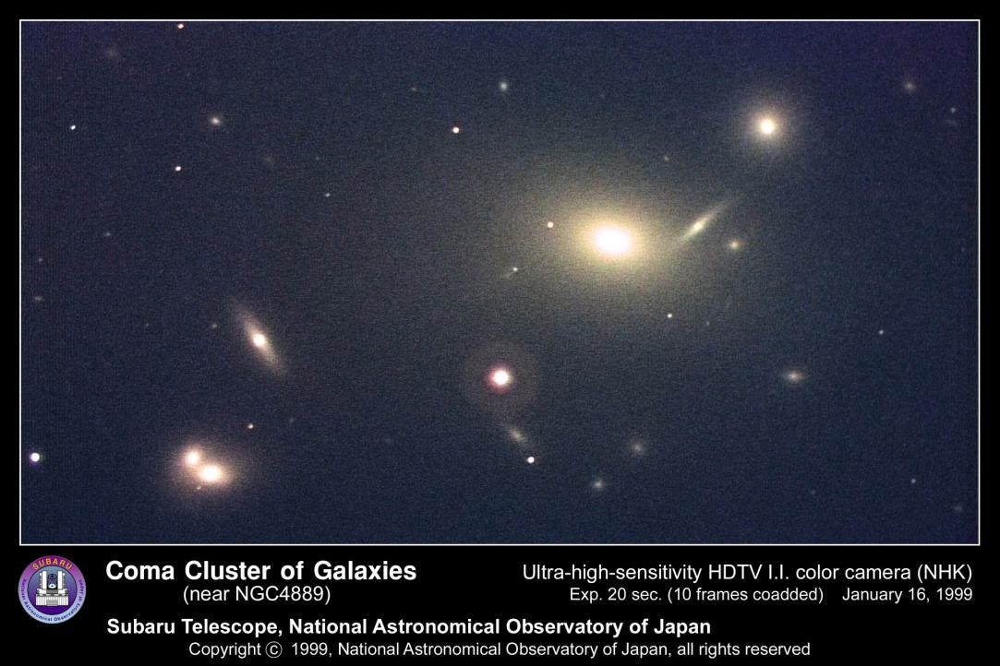 SUBARU
National Astronomical Observatory of Japan
Coma Cluster of Galaxies
(near NGC4889)
Ultra-high-sensitivity HDTV I.I. color camera (NHK)
Exp. 20 sec. (10 frames coadded) January 16, 1999
Subaru Telescope, National Astronomical Observatory of Japan
Copyright © 1999, National Astronomical Observatory of Japan, all rights reserved